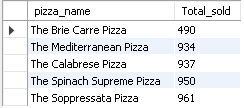 pizza_name Total_sold
The Brie Carre Pizza 490
The Mediterranean Pizza 934
The Calabrese Pizza 937
The Spinach Supreme Pizza 950
The Soppressata Pizza 961